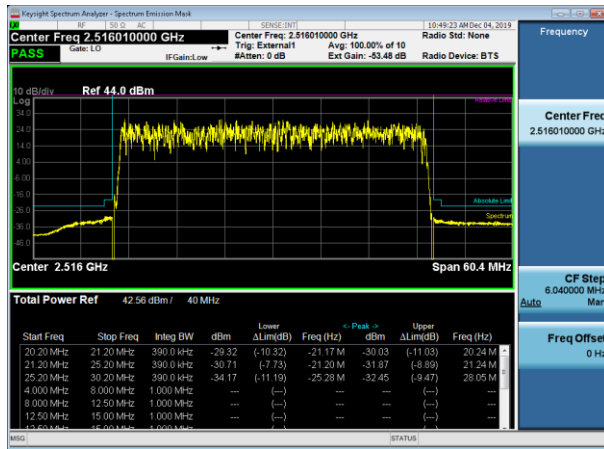 Keysight Spectrum Analyzer - Spectrum Emission Mask
RF 50 Ω AC SENSE:INT 10:49:23 AM Dec 04, 2019
Center Freq 2.516010000 GHz
Center Freq: 2.516010000 GHz Radio Std: None
PASS Gate: LO Trig: External1 Avg: 100.00% of 10
IFGain:Low #Atten: 0 dB Ext Gain: -53.48 dB Radio Device: BTS
10 dB/div Ref 44.0 dBm
Log
Relative Limit
34.0
24.0
14.0
4.00
-6.00
-16.0
Absolute Limit
-26.0
Spectrum
-36.0
-46.0
Center 2.516 GHz Span 60.4 MHz
Total Power Ref 42.56 dBm / 40 MHz
Lower <- Peak -> Upper
Start Freq Stop Freq Integ BW dBm ΔLim(dB) Freq (Hz) dBm ΔLim(dB) Freq (Hz)
20.20 MHz 21.20 MHz 390.0 kHz -29.32 (-10.32) -21.17 M -30.03 (-11.03) 20.24 M
21.20 MHz 25.20 MHz 390.0 kHz -30.71 (-7.73) -21.20 M -31.87 (-8.89) 21.24 M
25.20 MHz 30.20 MHz 390.0 kHz -34.17 (-11.19) -25.28 M -32.45 (-9.47) 28.05 M
4.000 MHz 8.000 MHz 1.000 MHz --- (---) --- (---) ---
8.000 MHz 12.50 MHz 1.000 MHz --- (---) --- (---) ---
12.50 MHz 15.00 MHz 1.000 MHz --- (---) --- (---) ---
MSG STATUS
Frequency
Center Freq
2.516010000 GHz
CF Step
6.040000 MHz
Auto Man
Freq Offset
0 Hz